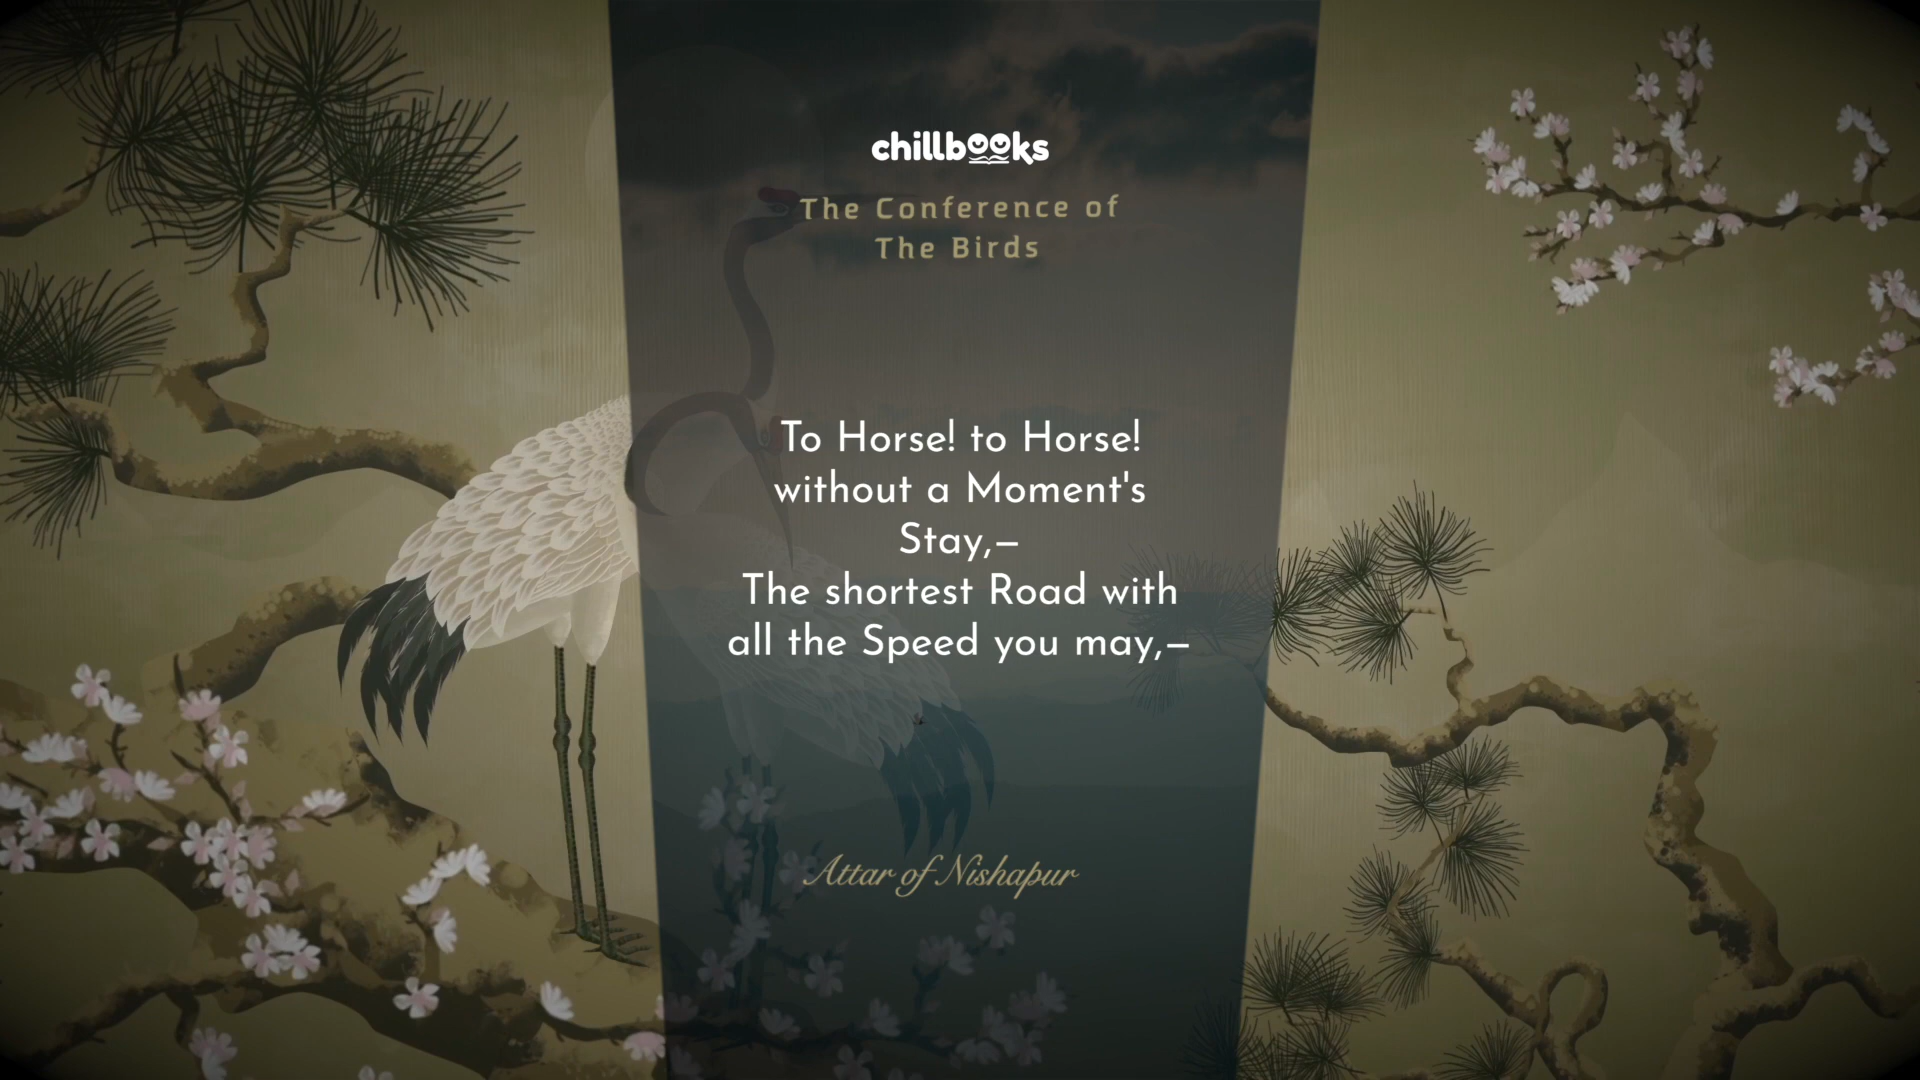 chillbooks
The Conference of
The Birds
To Horse! to Horse!
without a Moment's
Stay,—
The shortest Road with
all the Speed you may,—
Attar of Nishapur